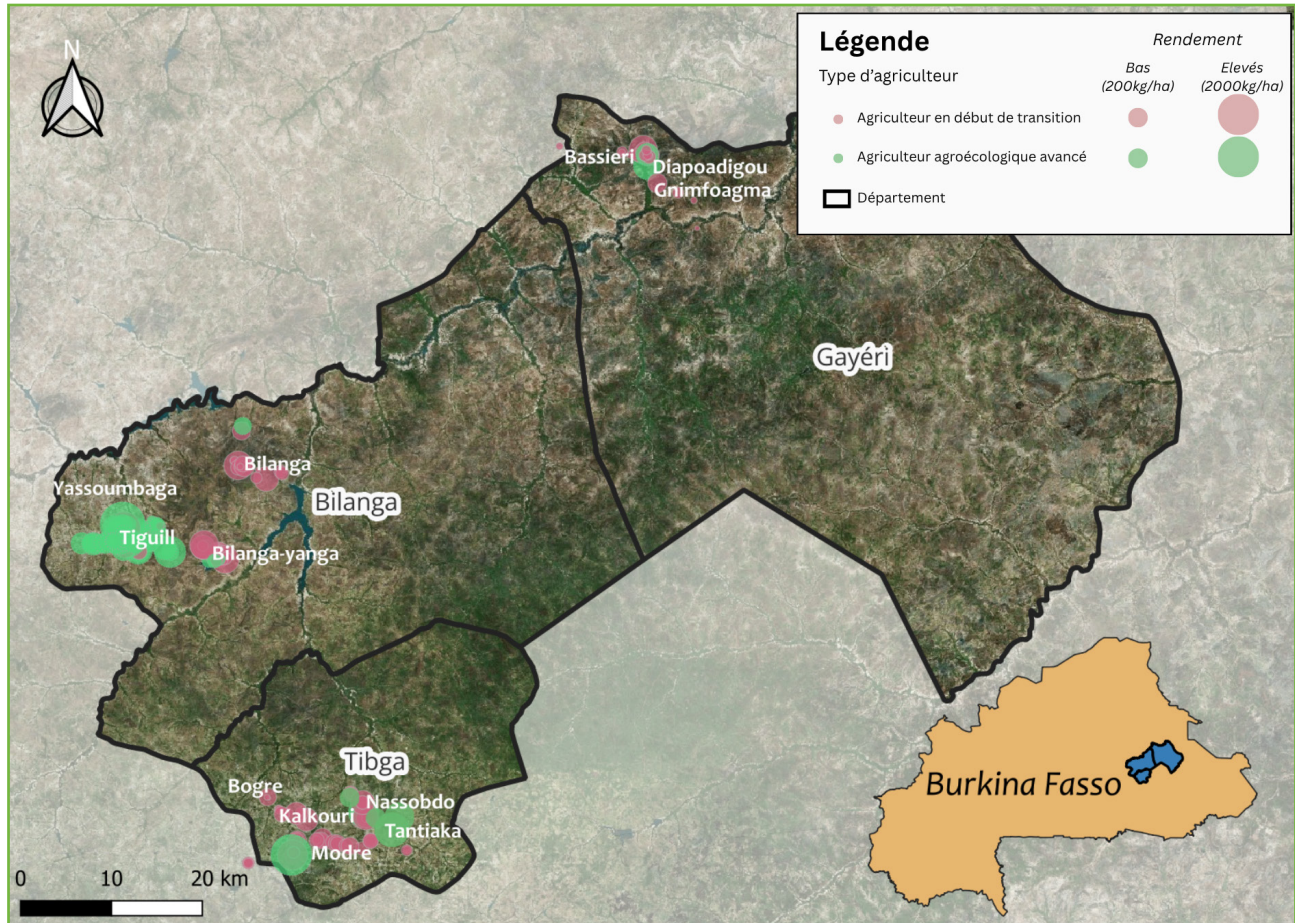 N
Légende
Rendement
Type d'agriculteur
Bas
(200kg/ha)
Elevés
(2000kg/ha)
Agriculteur en début de transition
Agriculteur agroécologique avancé
Département
Bassieri
Diapoadigou
Gnimfoagma
Gayéri
Bilanga
Yassoumbaga
Bilanga
Tiguill
Bilanga-yanga
Tibga
Bogre
Nassobdo
Kalkouri
Tantiaka
Modre
Burkina Fasso
0 10 20 km